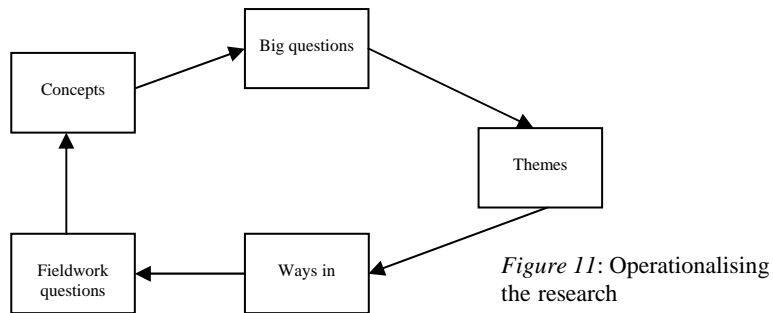 Big questions
Concepts
Themes
Fieldwork
questions
Ways in
Figure 11: Operationalising
the research